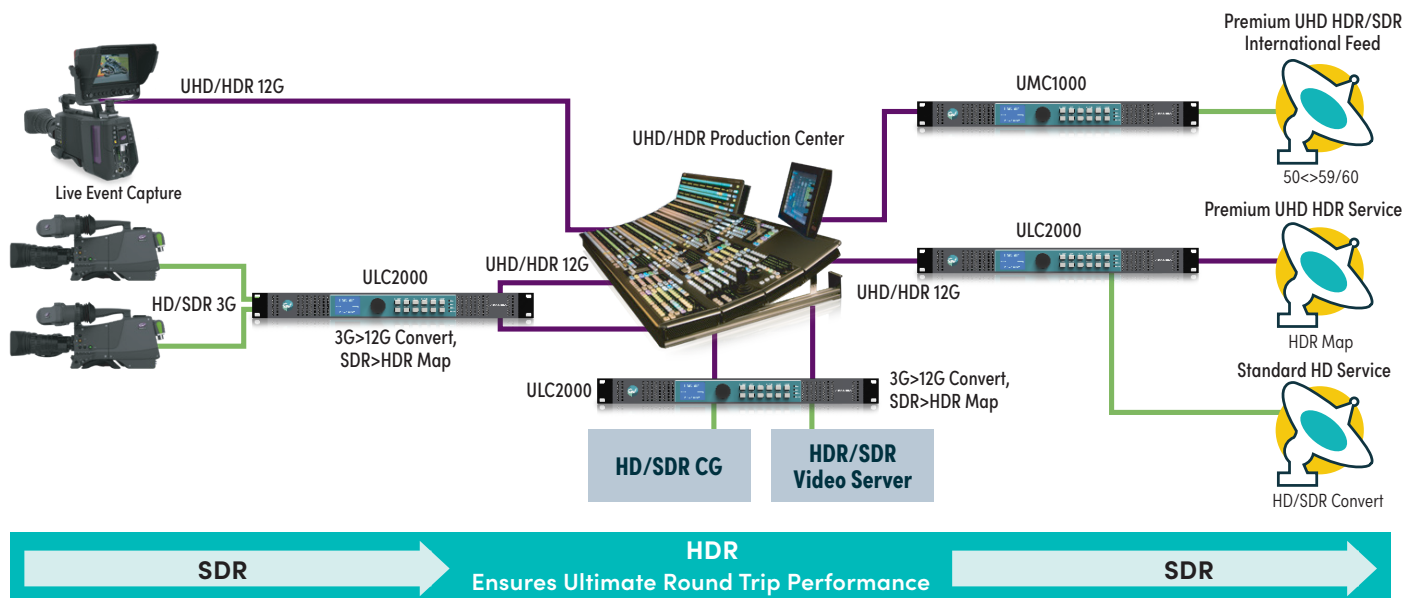 Premium UHD HDR/SDR
International Feed
UHD/HDR 12G
UMC1000
UHD/HDR Production Center
50<>59/60
Live Event Capture
Premium UHD HDR Service
ULC2000
UHD/HDR 12G
ULC2000
UHD/HDR 12G
HD/SDR 3G
3G>12G Convert,
SDR>HDR Map
HDR Map
Standard HD Service
ULC2000
3G>12G Convert,
SDR>HDR Map
HD/SDR CG
HDR/SDR
Video Server
HD/SDR Convert
SDR
HDR
Ensures Ultimate Round Trip Performance
SDR